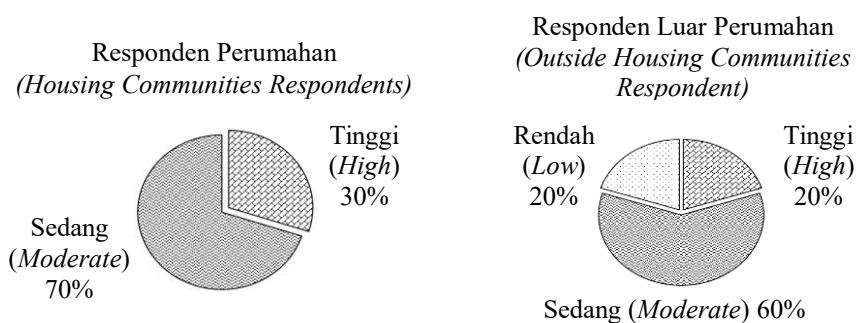 Responden Perumahan
(Housing Communities Respondents)
Tinggi
(High)
30%
Sedang
(Moderate)
70%
Responden Luar Perumahan
(Outside Housing Communities
Respondent)
Rendah
(Low)
20%
Tinggi
(High)
20%
Sedang (Moderate) 60%